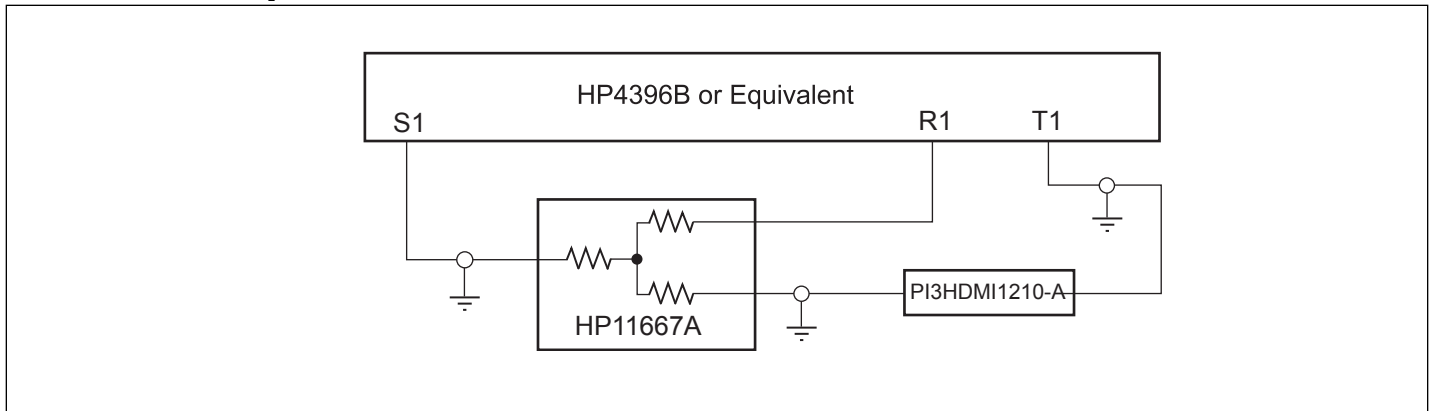 HP4396B or Equivalent
S1
R1
T1
PI3HDMI1210-A
HP11667A